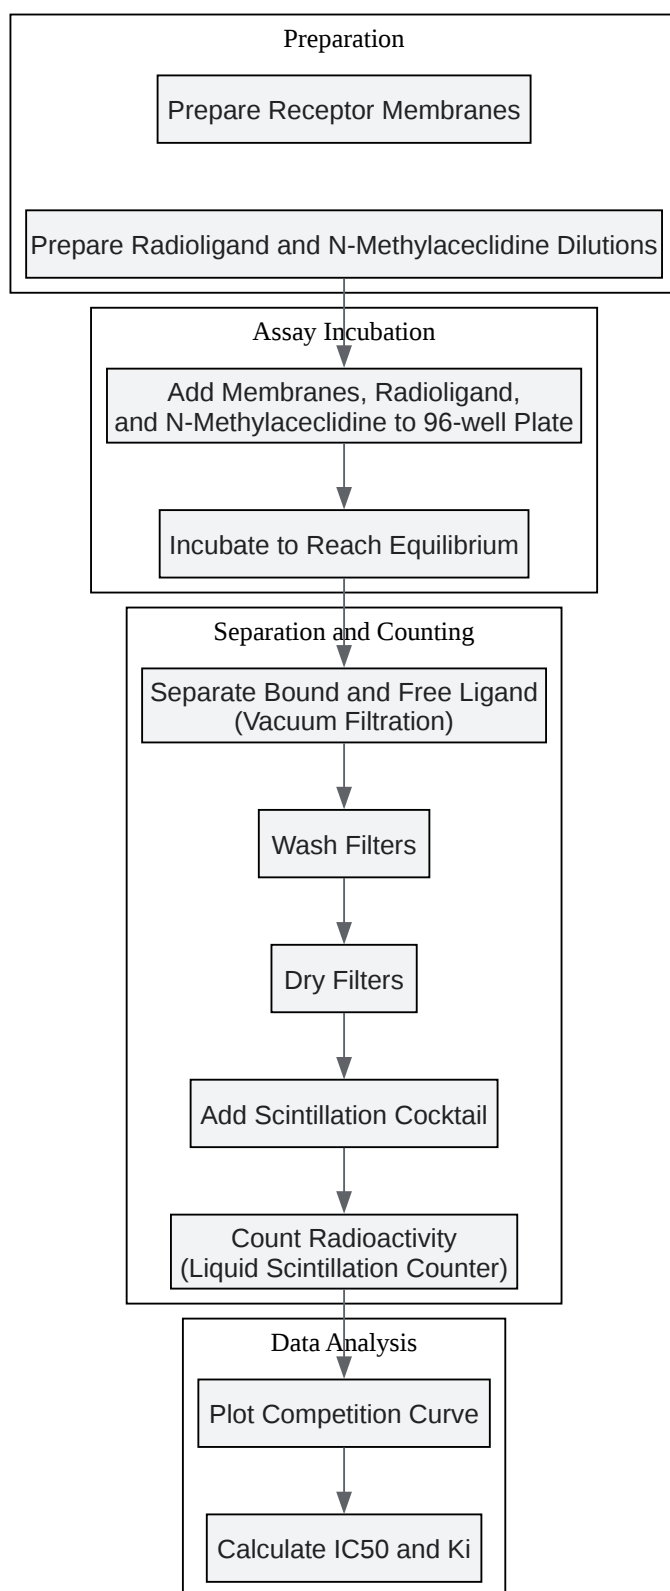 Preparation
Prepare Receptor Membranes
Prepare Radioligand and N-Methylaceclidine Dilutions
Assay Incubation
Add Membranes, Radioligand,
and N-Methylaceclidine to 96-well Plate
Incubate to Reach Equilibrium
Separation and Counting
Separate Bound and Free Ligand
(Vacuum Filtration)
Wash Filters
Dry Filters
Add Scintillation Cocktail
Count Radioactivity
(Liquid Scintillation Counter)
Data Analysis
Plot Competition Curve
Calculate IC50 and Ki